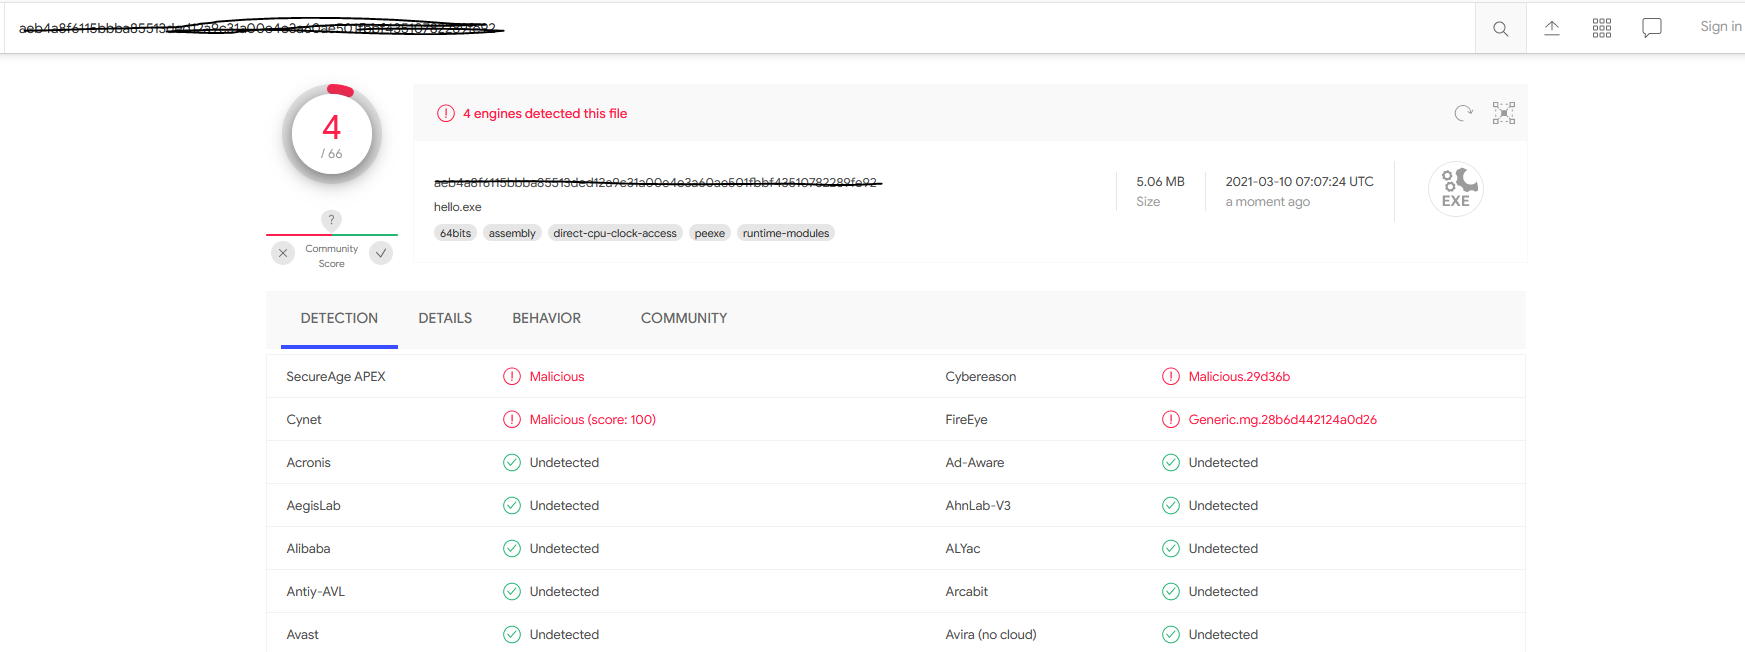 Sign in
4
/ 66
4 engines detected this file
hello.exe
64bits assembly direct-cpu-clock-access peexe runtime-modules
5.06 MB
Size
2021-03-10 07:07:24 UTC
a moment ago
EXE
?
Community
Score
DETECTION DETAILS BEHAVIOR COMMUNITY
SecureAge APEX Malicious Cybereason Malicious.29d36b
Cynet Malicious (score: 100) FireEye Generic.mg.28b6d442124a0d26
Acronis Undetected Ad-Aware Undetected
AegisLab Undetected AhnLab-V3 Undetected
Alibaba Undetected ALYac Undetected
Antiy-AVL Undetected Arcabit Undetected
Avast Undetected Avira (no cloud) Undetected